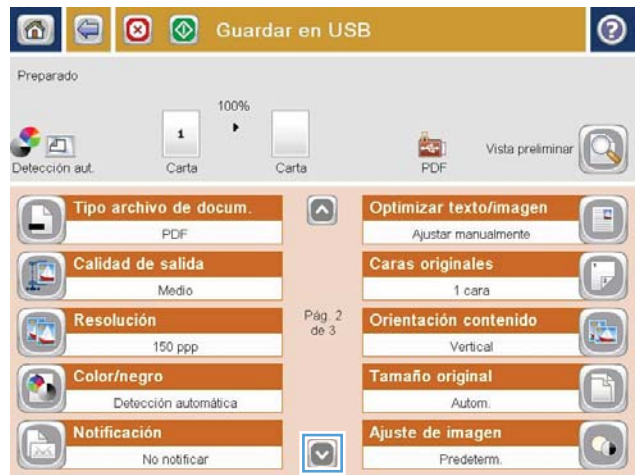 Guardar en USB
?
Preparado
100%
1
Detección aut.
Carta
Carta
PDF
Vista preliminar
Tipo archivo de docum.
PDF
Calidad de salida
Medio
Resolución
150 ppp
Color/negro
Detección automática
Notificación
No notificar
Pág. 2
de 3
Optimizar texto/imagen
Ajustar manualmente
Caras originales
1 cara
Orientación contenido
Vertical
Tamaño original
Autom.
Ajuste de imagen
Predeterm.